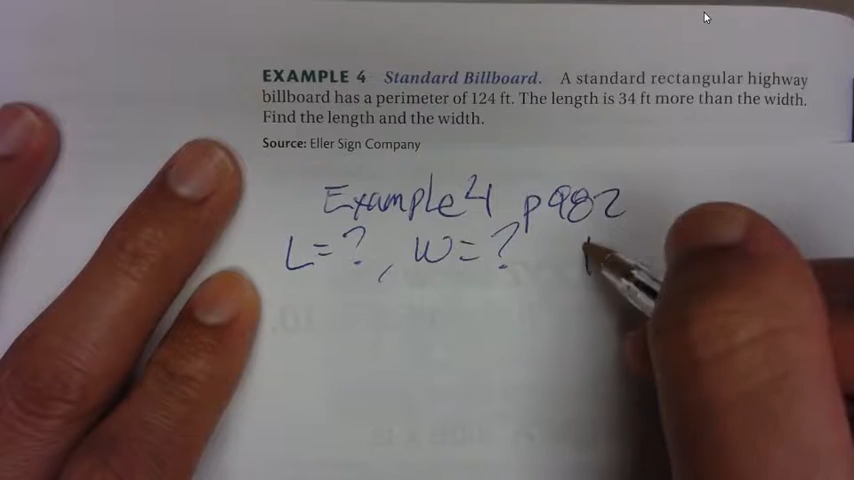 EXAMPLE 4 Standard Billboard. A standard rectangular highway
billboard has a perimeter of 124 ft. The length is 34 ft more than the width.
Find the length and the width.
Source: Eller Sign Company
Example 4 p982
L=?, W=?